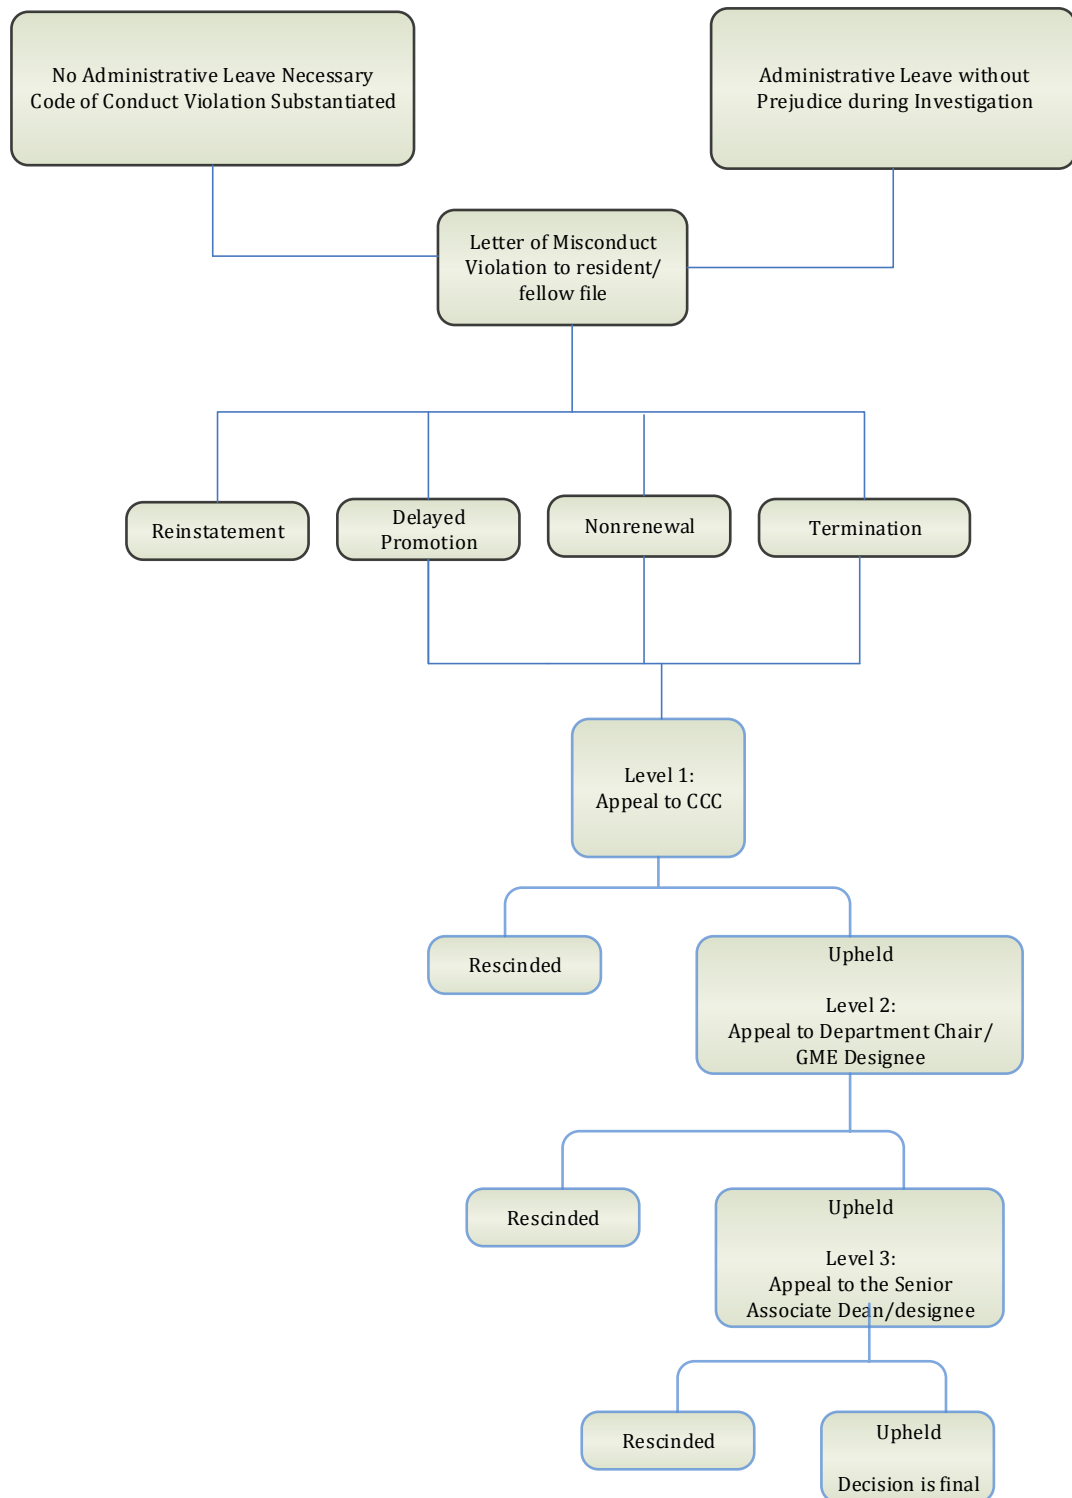 No Administrative Leave Necessary
Code of Conduct Violation Substantiated
Administrative Leave without
Prejudice during Investigation
Letter of Misconduct
Violation to resident/
fellow file
Reinstatement
Delayed
Promotion
Nonrenewal
Termination
Level 1:
Appeal to CCC
Rescinded
Upheld
Level 2:
Appeal to Department Chair/
GME Designee
Rescinded
Upheld
Level 3:
Appeal to the Senior
Associate Dean/designee
Rescinded
Upheld
Decision is final